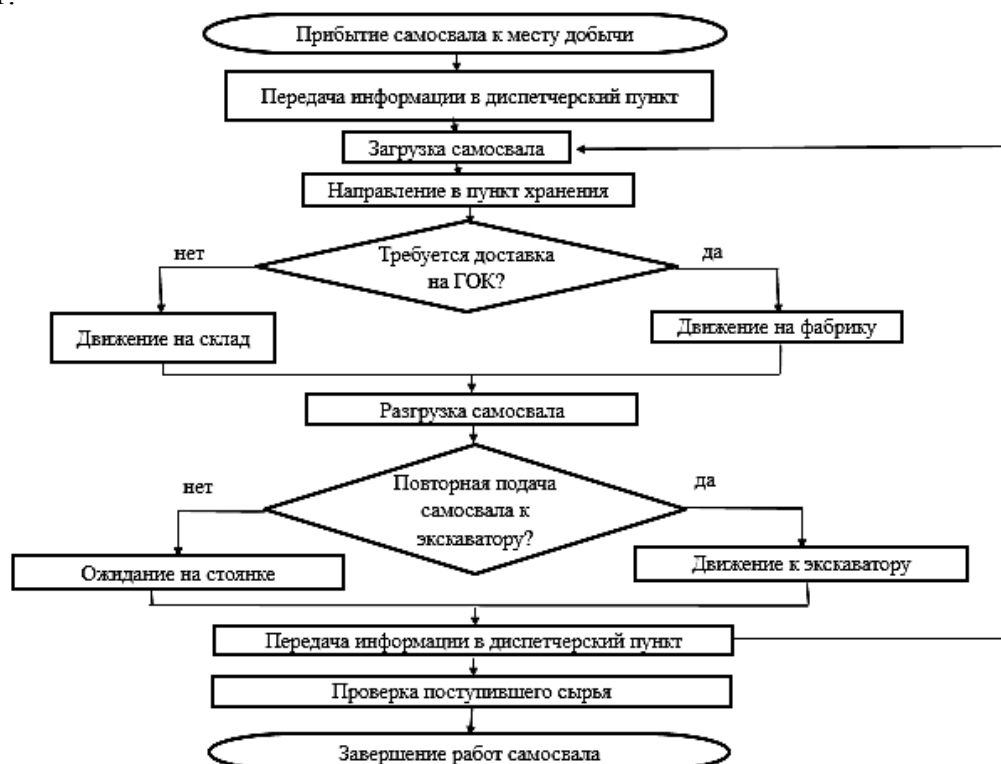 Прибытие самосвала к месту добычи
Передача информации в диспетчерский пункт
Загрузка самосвала
Направление в пункт хранения
Требуется доставка
на ГОК?
нет
да
Движение на склад
Движение на фабрику
Разгрузка самосвала
Повторная подача
самосвала к
экскаватору?
нет
да
Ожидание на стоянке
Движение к экскаватору
Передача информации в диспетчерский пункт
Проверка поступившего сырья
Завершение работ самосвала